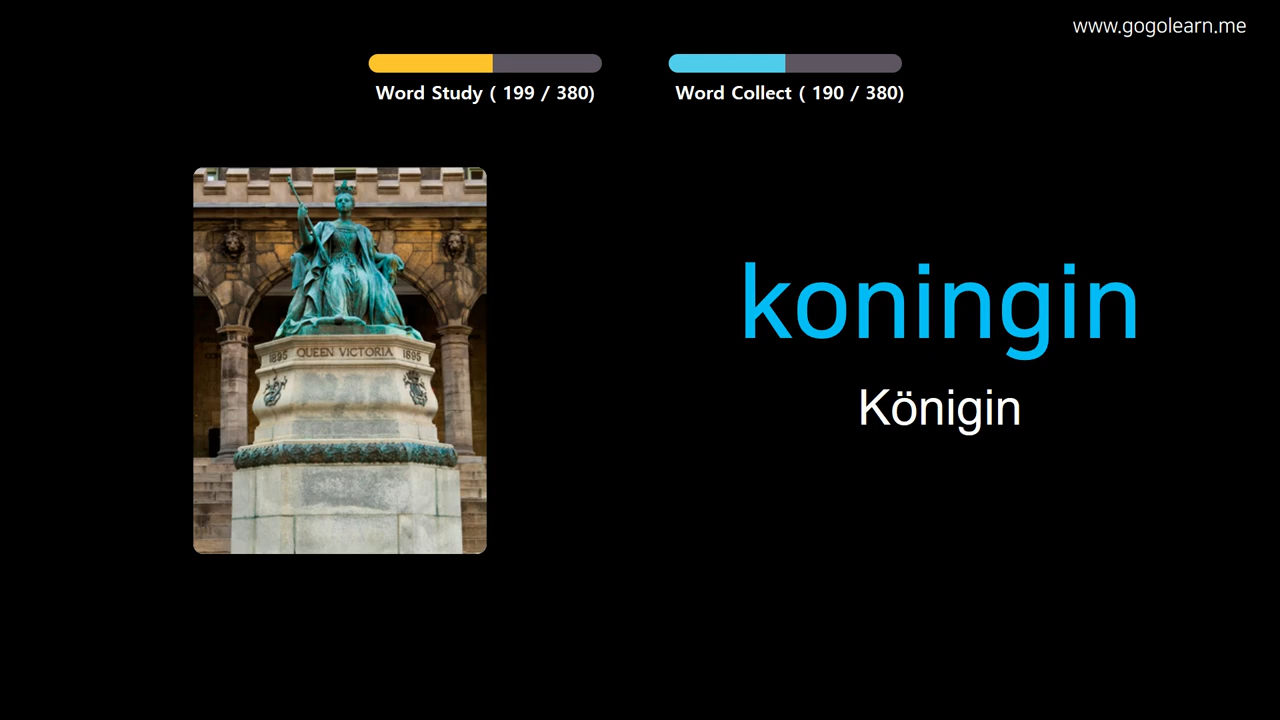 www.gogolearn.me
Word Study ( 199 / 380)
Word Collect ( 190 / 380)
1895 QUEEN VICTORIA 1895
koningin
Königin